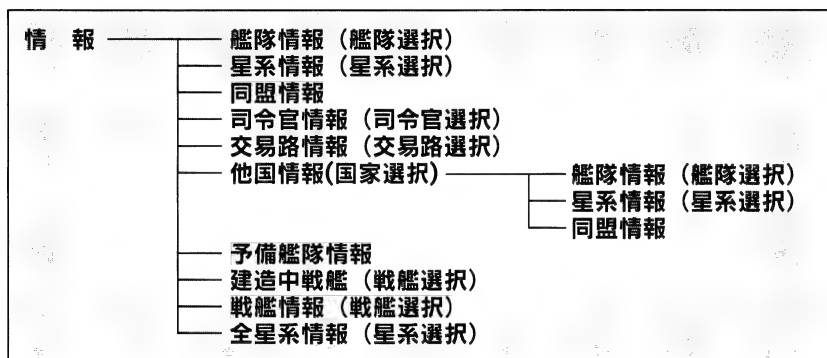 情 報
艦隊情報（艦隊選択）
星系情報（星系選択）
同盟情報
司令官情報（司令官選択）
交易路情報（交易路選択）
他国情報(国家選択)
艦隊情報（艦隊選択）
星系情報（星系選択）
同盟情報
予備艦隊情報
建造中戦艦（戦艦選択）
戦艦情報（戦艦選択）
全星系情報（星系選択）